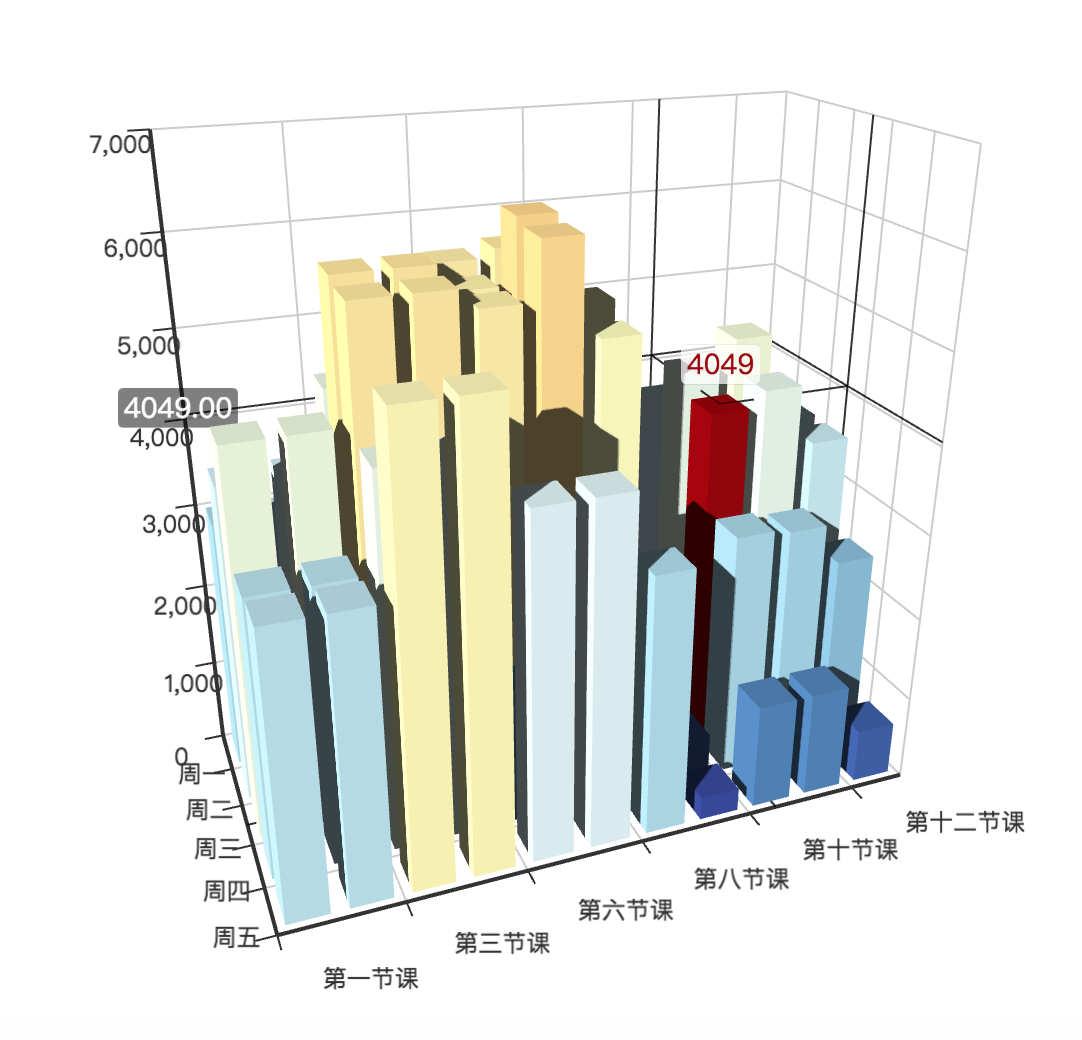 7,000
6,000
5,000
4049
4049.00
4,000
3,000
2,000
1,000
0
周一
周二
周三
周四
周五
第一节课
第三节课
第六节课
第八节课
第十节课
第十二节课